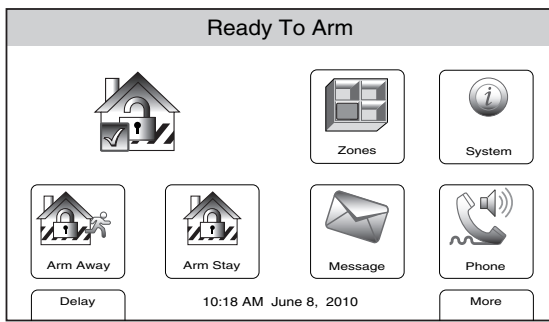 Ready To Arm
Zones
System
Arm Away
Arm Stay
Message
Phone
Delay
10:18 AM June 8, 2010
More